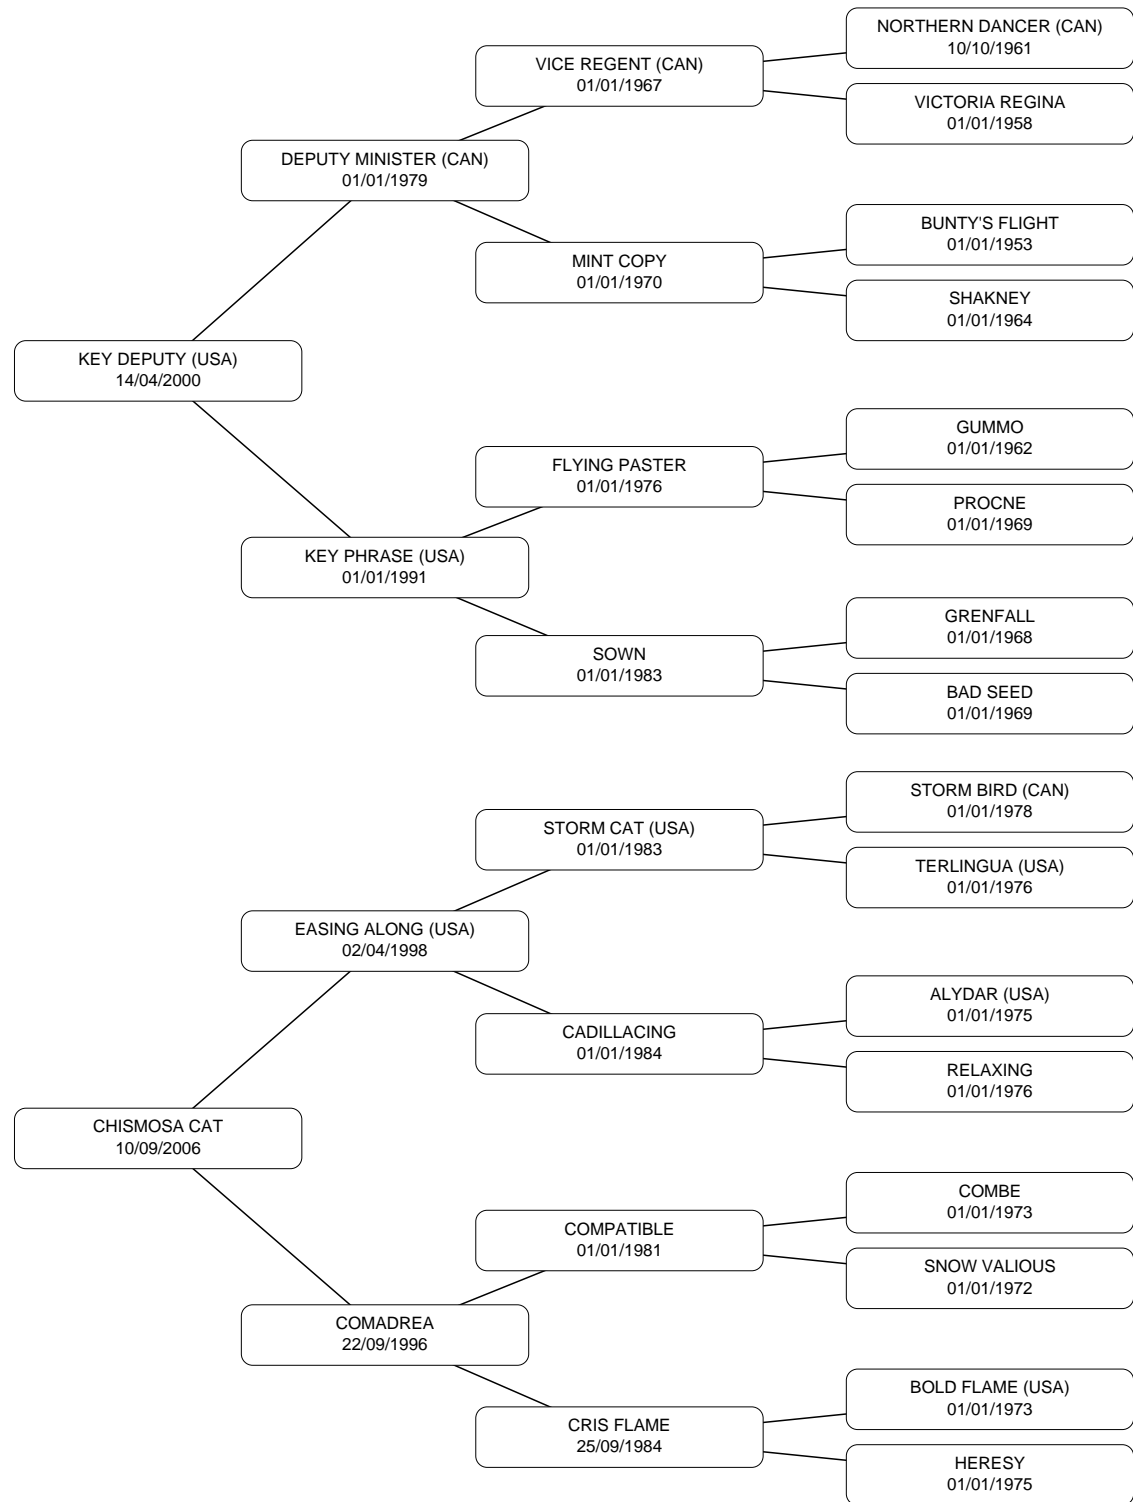 NORTHERN DANCER (CAN)
10/10/1961
VICE REGENT (CAN)
01/01/1967
VICTORIA REGINA
01/01/1958
DEPUTY MINISTER (CAN)
01/01/1979
BUNTY'S FLIGHT
01/01/1953
MINT COPY
01/01/1970
SHAKNEY
01/01/1964
KEY DEPUTY (USA)
14/04/2000
GUMMO
01/01/1962
FLYING PASTER
01/01/1976
PROCNE
01/01/1969
KEY PHRASE (USA)
01/01/1991
GRENFALL
01/01/1968
SOWN
01/01/1983
BAD SEED
01/01/1969
STORM BIRD (CAN)
01/01/1978
STORM CAT (USA)
01/01/1983
TERLINGUA (USA)
01/01/1976
EASING ALONG (USA)
02/04/1998
ALYDAR (USA)
01/01/1975
CADILLACING
01/01/1984
RELAXING
01/01/1976
CHISMOSA CAT
10/09/2006
COMBE
01/01/1973
COMPATIBLE
01/01/1981
SNOW VALIOUS
01/01/1972
COMADREA
22/09/1996
BOLD FLAME (USA)
01/01/1973
CRIS FLAME
25/09/1984
HERESY
01/01/1975